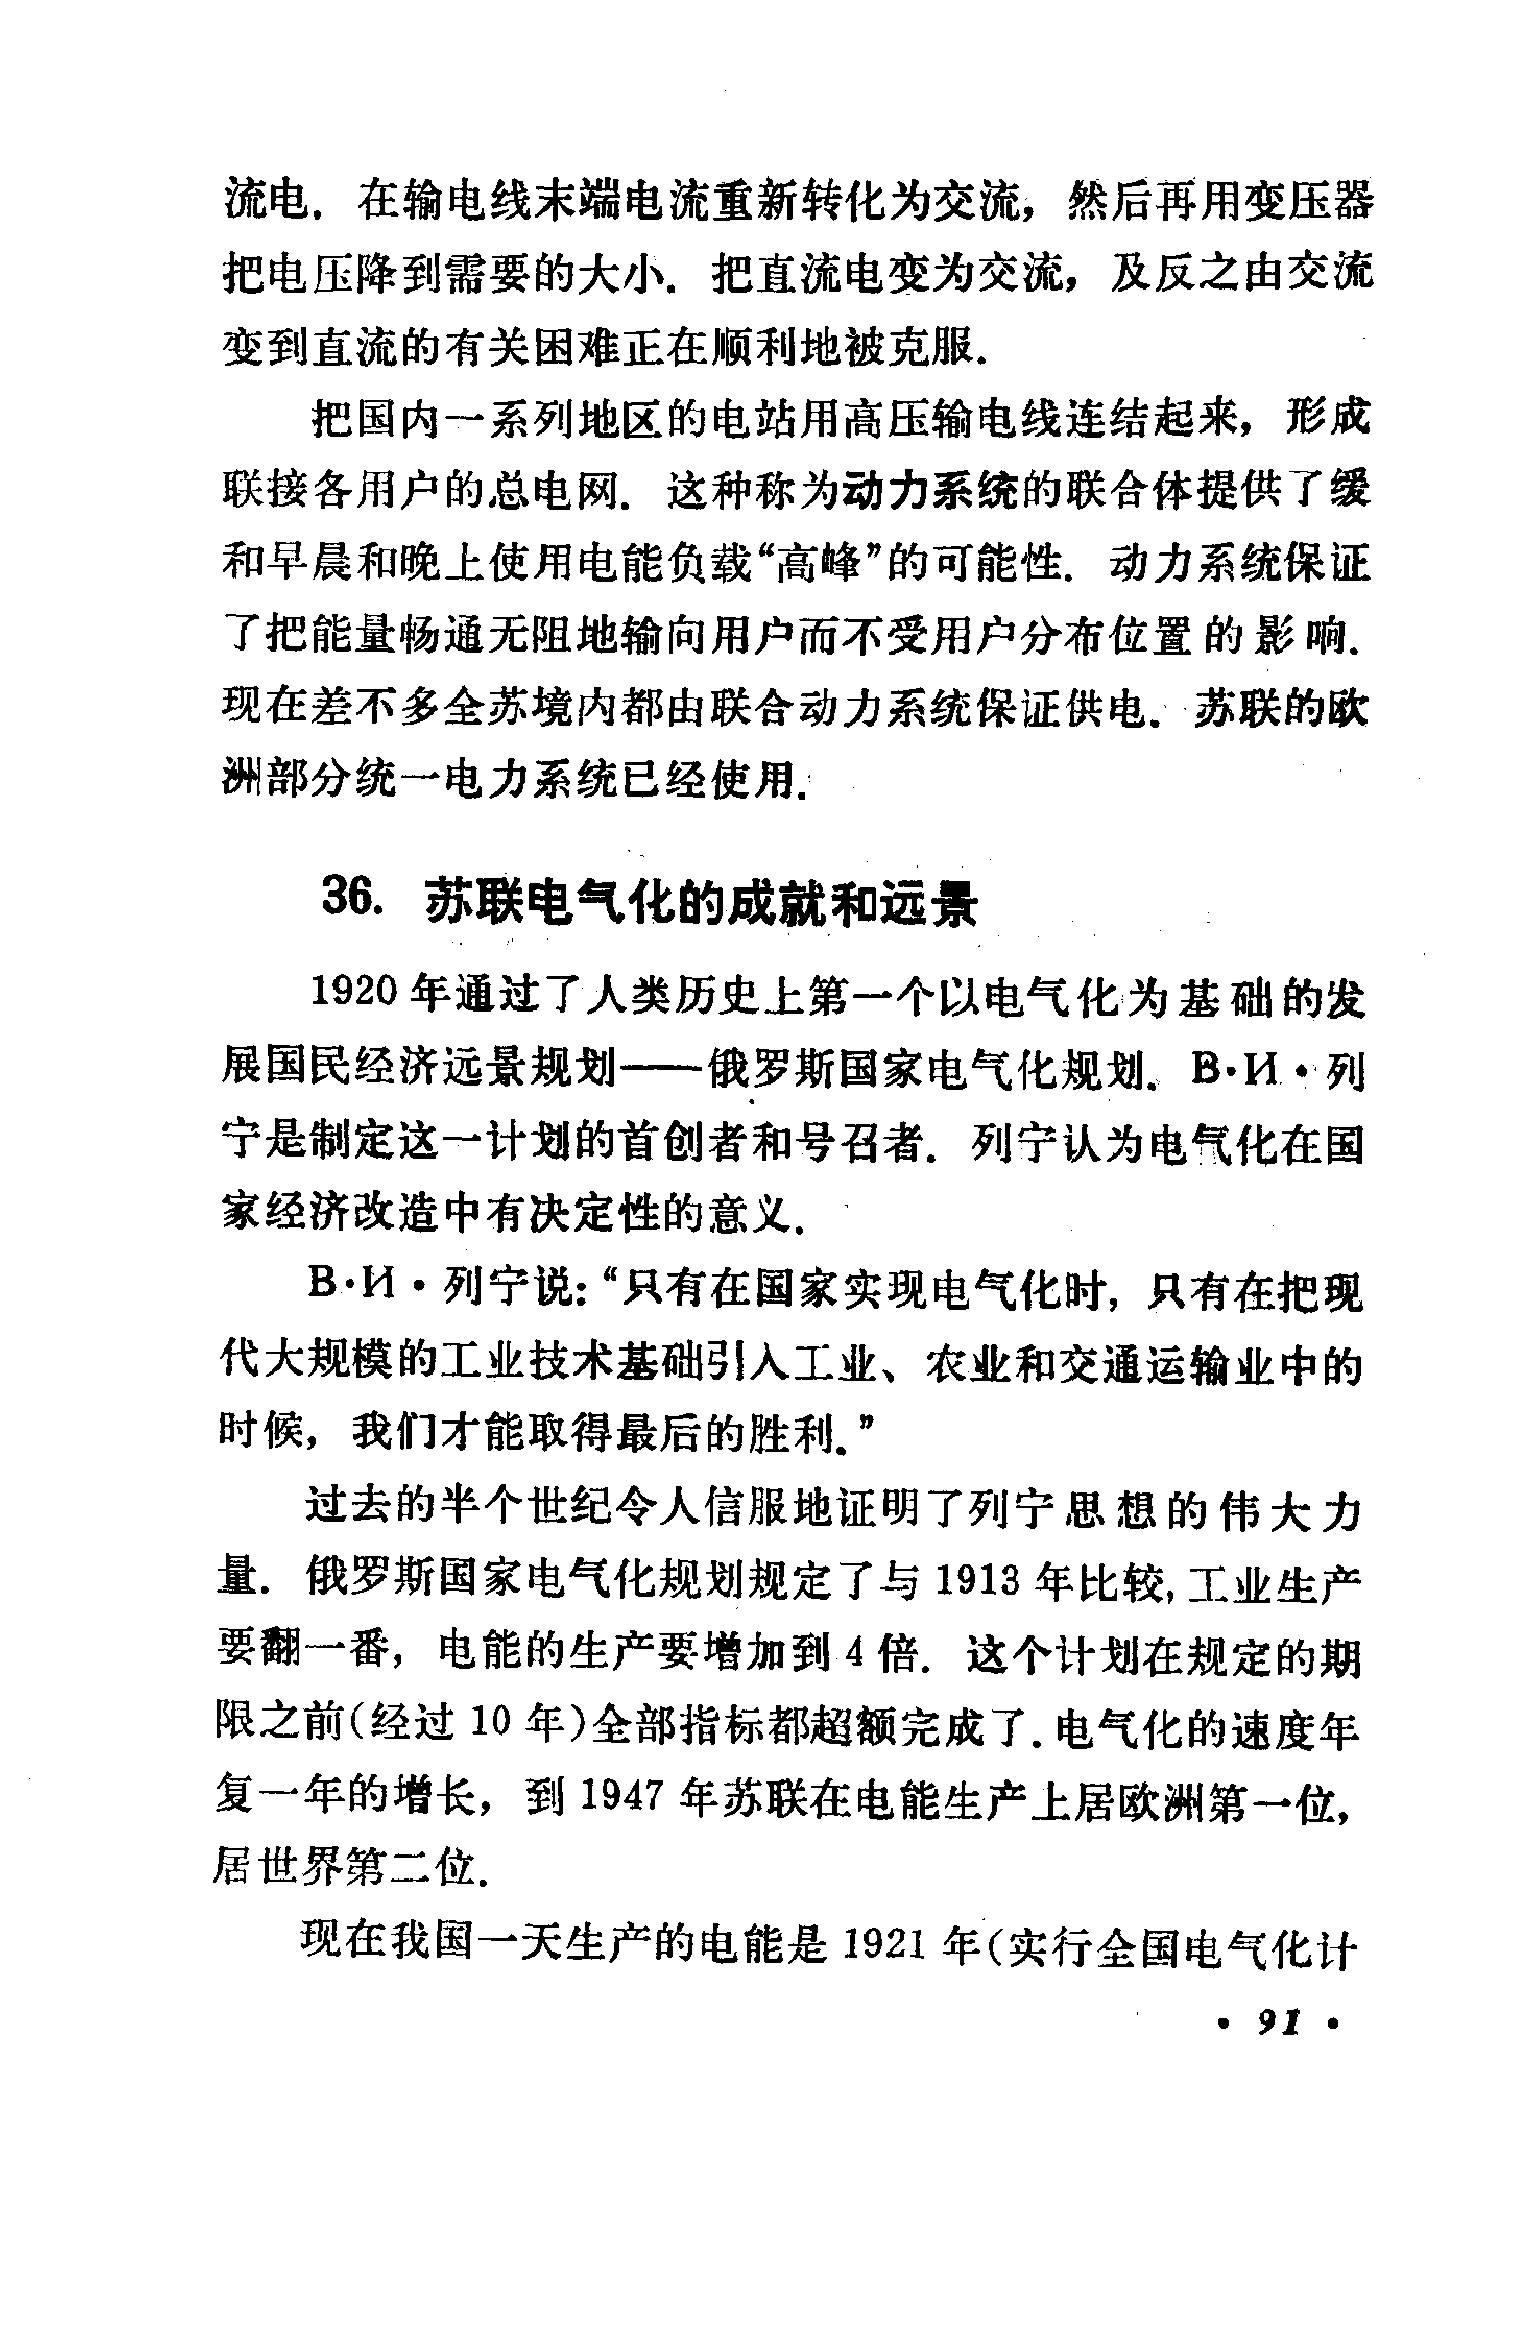 流电．在输电线末端电流重新转化为交流，然后再用变压器
把电压降到需要的大小．把直流电变为交流，及反之由交流
变到直流的有关困难正在顺利地被克服．
把国内一系列地区的电站用高压输电线连结起来，形成
联接各用户的总电网．这种称为动力系统的联合体提供了缓
和早晨和晚上使用电能负载“高峰”的可能性．动力系统保证
了把能量畅通无阻地输向用户而不受用户分布位置的影响．
现在差不多全苏境内都由联合动力系统保证供电．苏联的欧
洲部分统一电力系统已经使用．
36．苏联电气化的成就和远景
1920 年通过了人类历史上第一个以电气化为基础的发
展国民经济远景规划——俄罗斯国家电气化规划．В·И·列
宁是制定这一计划的首创者和号召者．列宁认为电气化在国
家经济改造中有决定性的意义．
В·И·列宁说：“只有在国家实现电气化时，只有在把现
代大规模的工业技术基础引入工业、农业和交通运输业中的
时候，我们才能取得最后的胜利．”
过去的半个世纪令人信服地证明了列宁思想的伟大力
量．俄罗斯国家电气化规划规定了与 1913 年比较，工业生产
要翻一番，电能的生产要增加到 4 倍．这个计划在规定的期
限之前(经过 10 年)全部指标都超额完成了．电气化的速度年
复一年的增长，到 1947 年苏联在电能生产上居欧洲第一位，
居世界第二位．
现在我国一天生产的电能是 1921 年(实行全国电气化计
· 91 ·